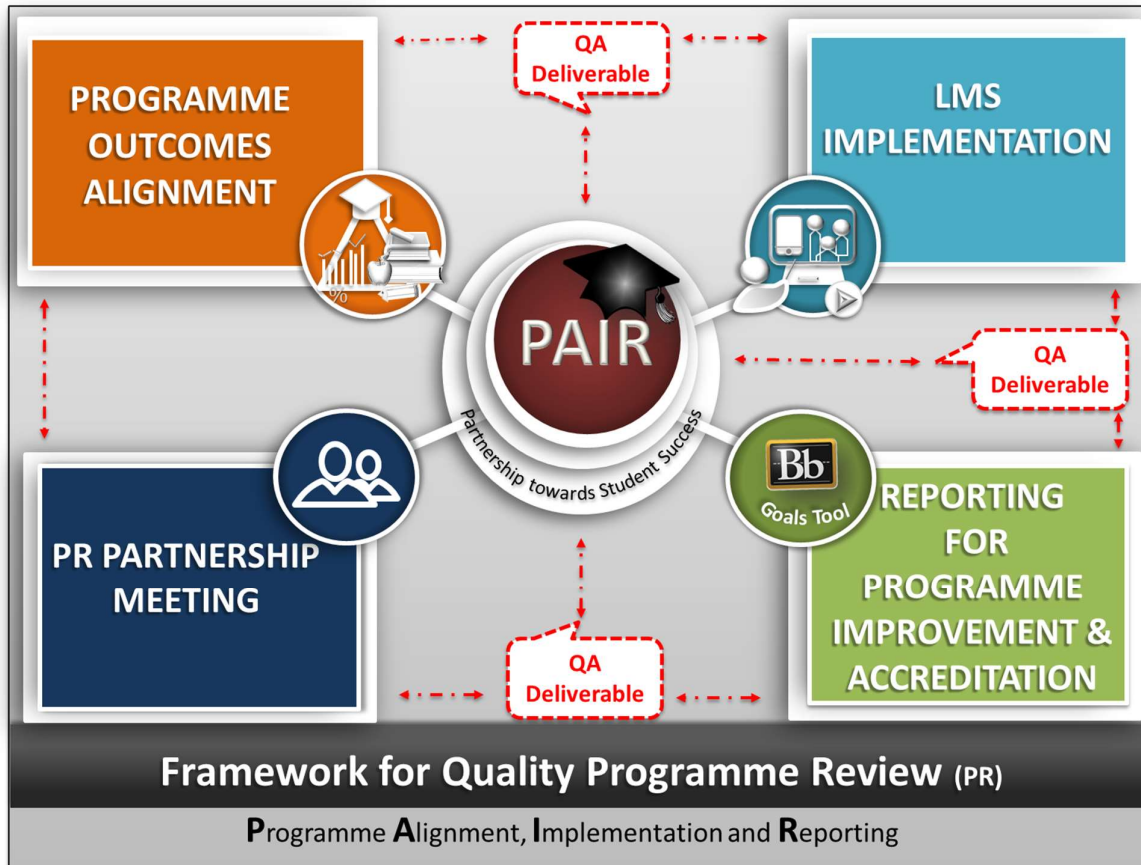 PROGRAMME
OUTCOMES
ALIGNMENT
%
QA
Deliverable
LMS
IMPLEMENTATION
PAIR
Partnership towards Student Success
QA
Deliverable
PR PARTNERSHIP
MEETING
Bb
Goals Tool
REPORTING
FOR
PROGRAMME
IMPROVEMENT &
ACCREDITATION
QA
Deliverable
Framework for Quality Programme Review (PR)
Programme Alignment, Implementation and Reporting